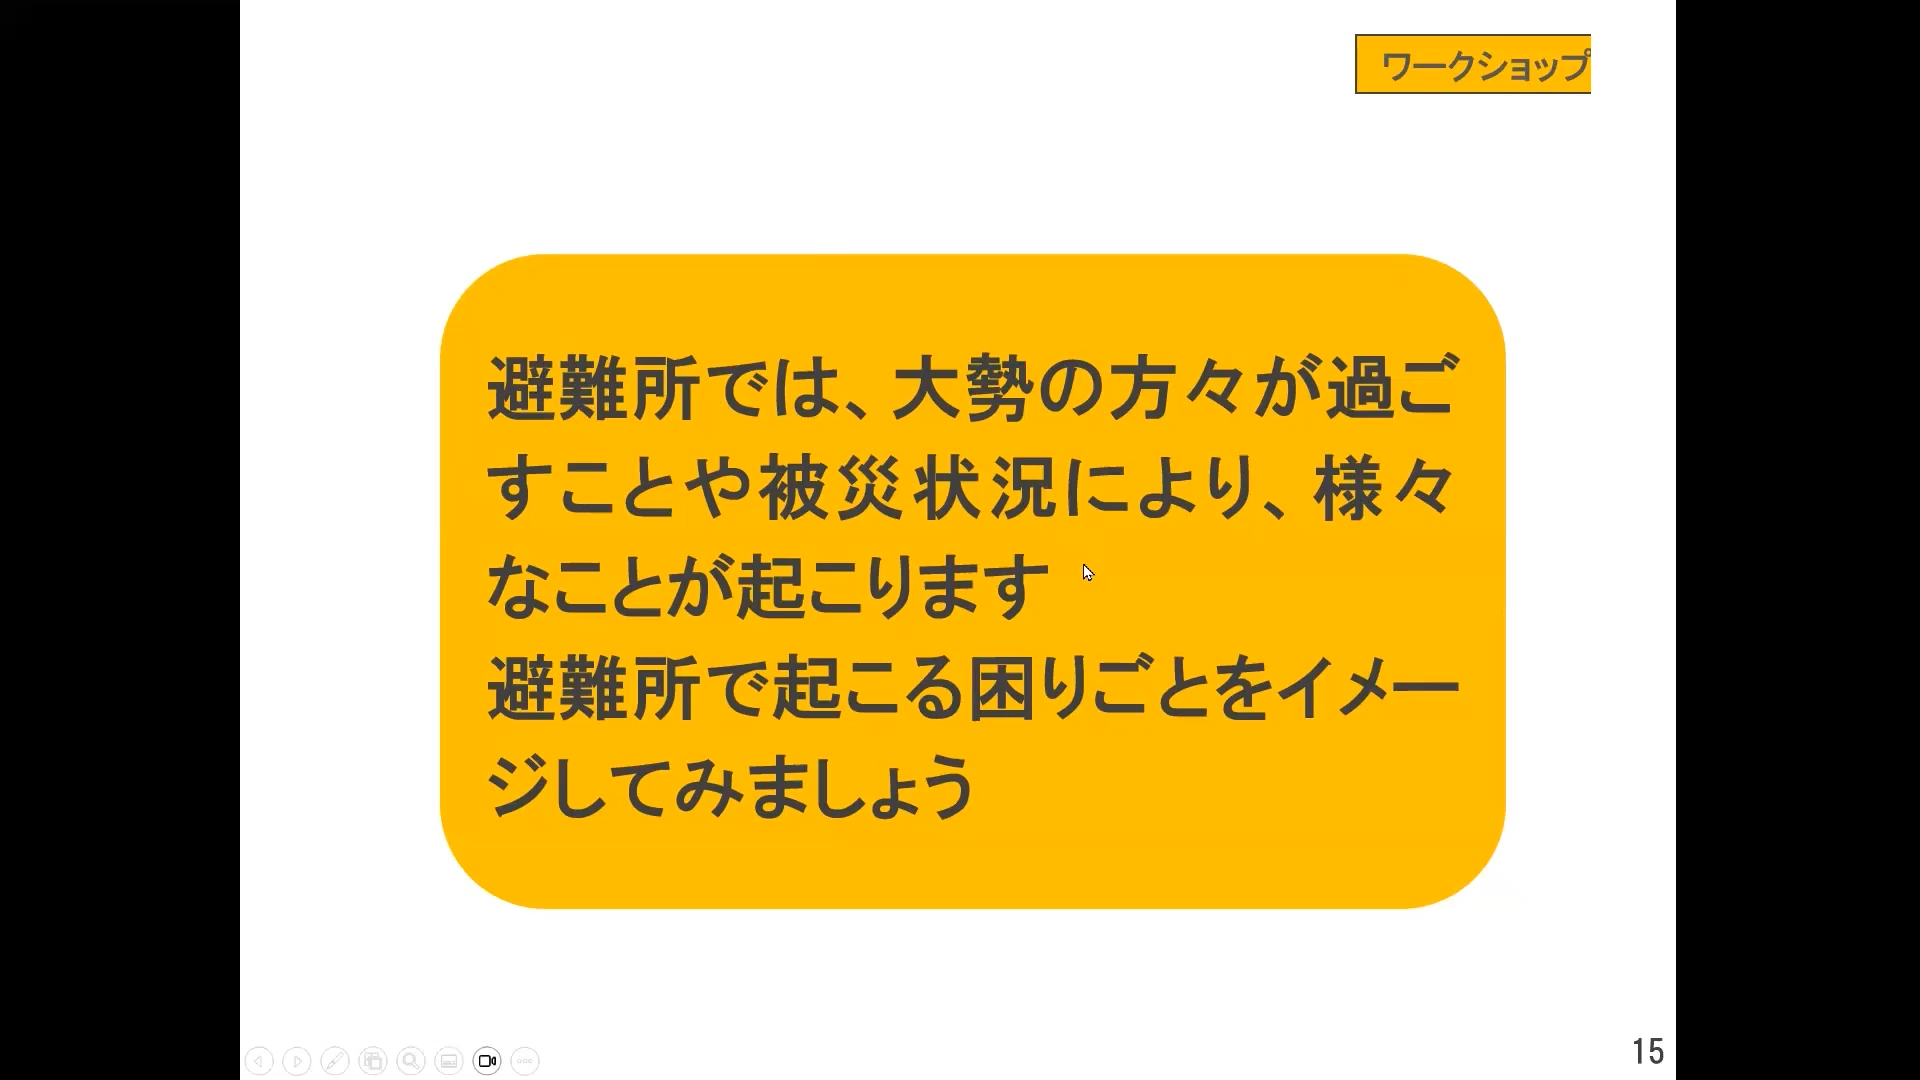 ワークショップ
避難所では、大勢の方々が過ご
すことや被災状況により、様々
なことが起こります
避難所で起こる困りごとをイメー
ジしてみましょう
15